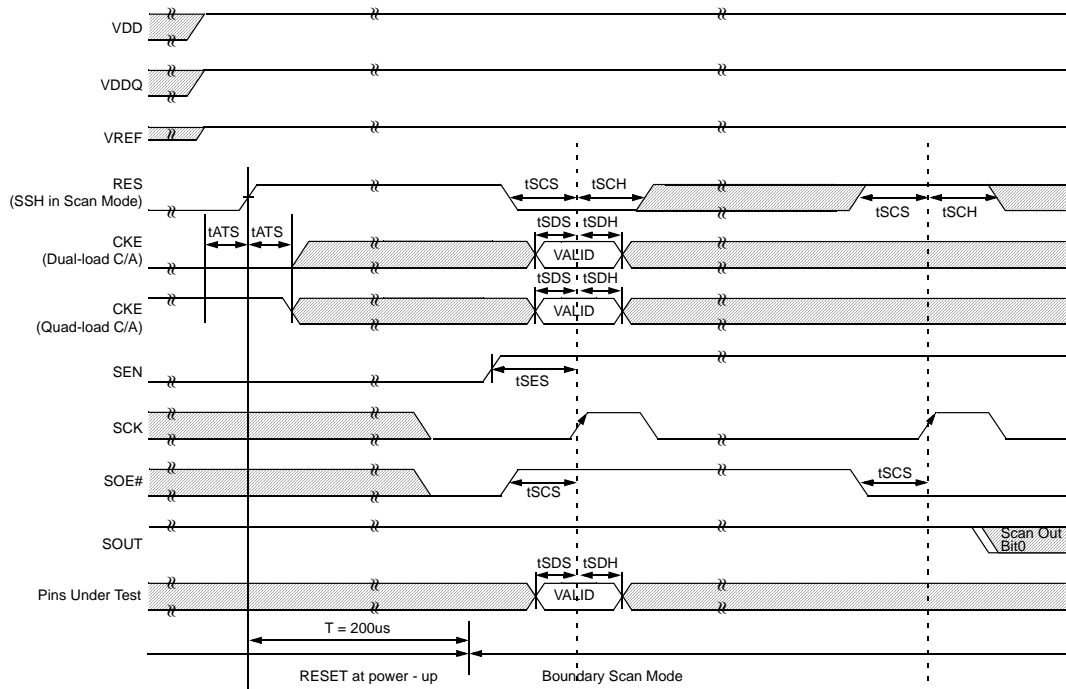 VDD
VDDQ
VREF
RES
(SSH in Scan Mode)
tSCS
tSCH
tSCS
tSCH
tATS
tATS
CKE
(Dual-load C/A)
tSDS
tSDH
VALID
CKE
(Quad-load C/A)
tSDS
tSDH
VALID
SEN
tSES
SCK
SOE#
tSCS
tSCS
SOUT
Scan Out
Bit0
Pins Under Test
tSDS
tSDH
VALID
T = 200us
RESET at power - up
Boundary Scan Mode